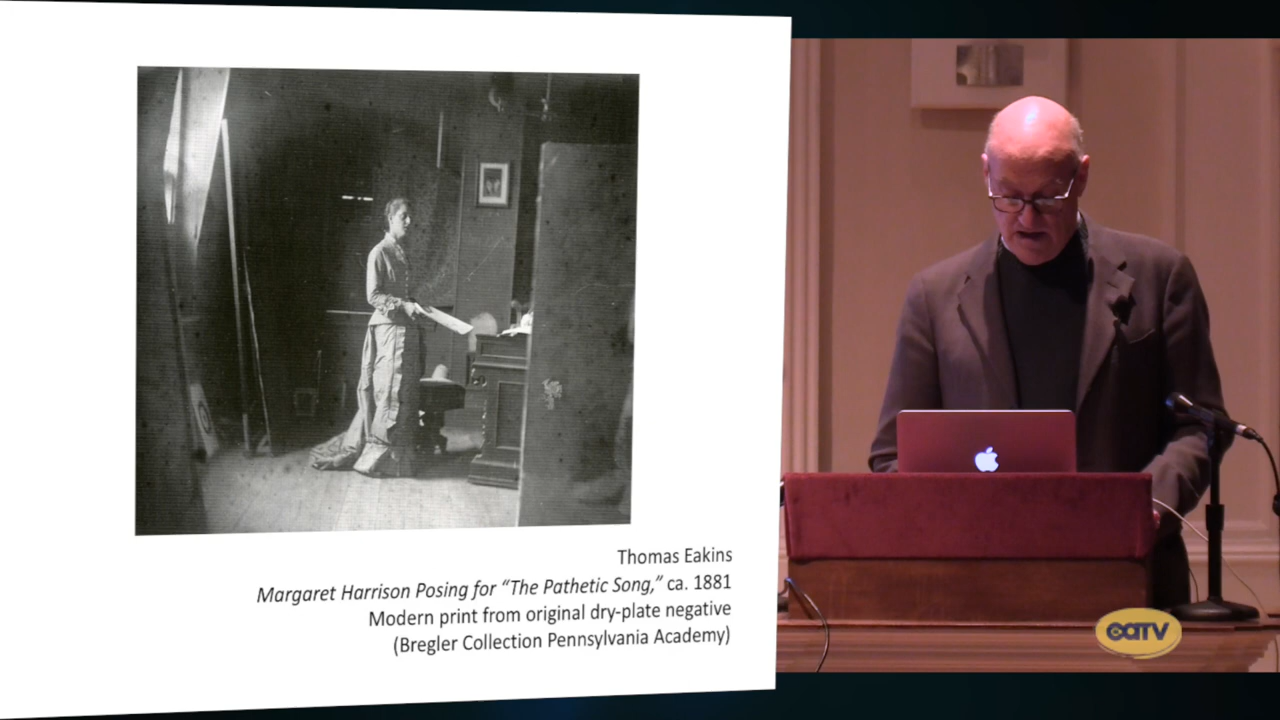 Thomas Eakins
Margaret Harrison Posing for “The Pathetic Song,” ca. 1881
Modern print from original dry-plate negative
(Bregler Collection Pennsylvania Academy)
CATV